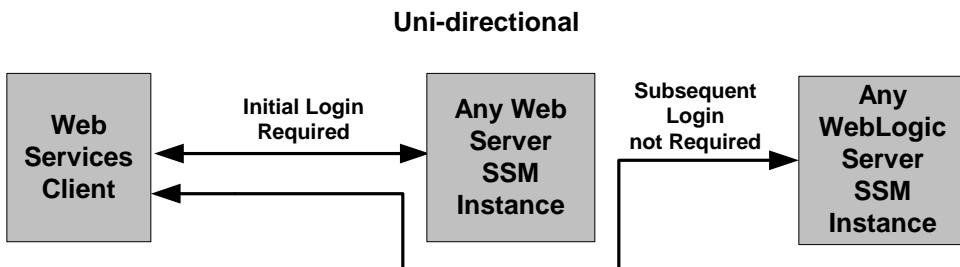 Uni-directional
Web
Services
Client
Initial Login
Required
Any Web
Server
SSM
Instance
Subsequent
Login
not Required
Any
WebLogic
Server
SSM
Instance